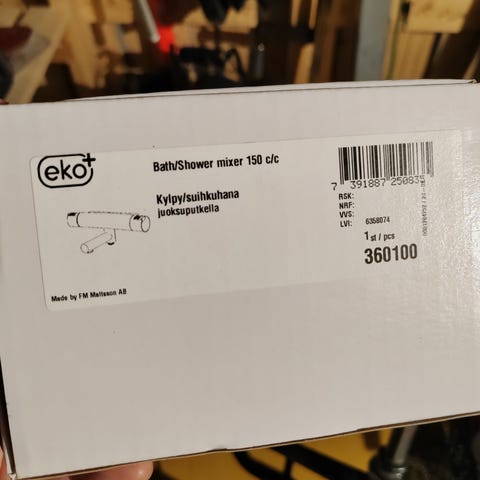 eko+
Bath/Shower mixer 150 c/c
Kylpy/suihkuhana
juoksuputkella
Made by FM Mattsson AB
7 391887 25083
RSK:
NRF:
VVS:
LVI: 6358074
1 st / pcs
360100